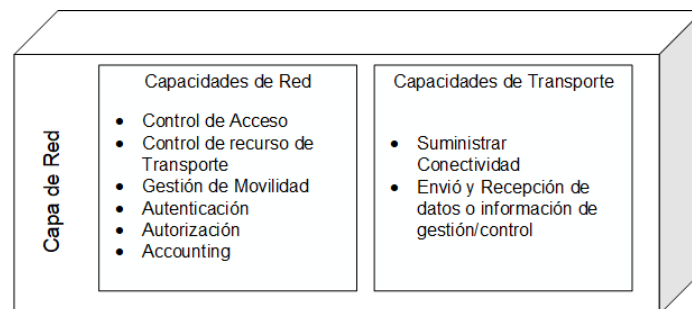 Capa de Red
Capacidades de Red
• Control de Acceso
• Control de recurso de
Transporte
• Gestión de Movilidad
• Autenticación
• Autorización
• Accounting
Capacidades de Transporte
• Suministrar
Conectividad
• Envió y Recepción de
datos o información de
gestión/control